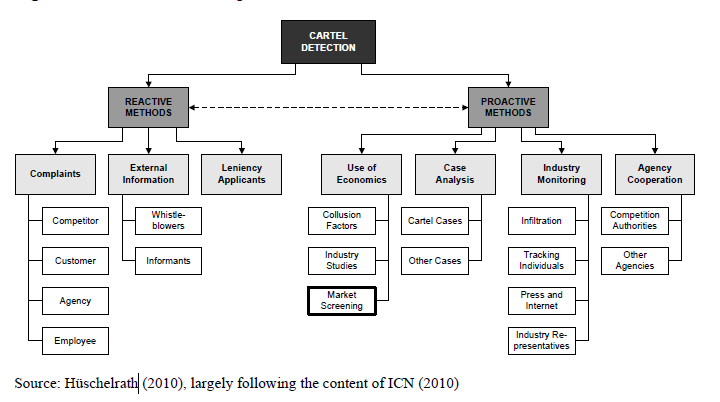 CARTEL
DETECTION
REACTIVE
METHODS
PROACTIVE
METHODS
Complaints
External
Information
Leniency
Applicants
Use of
Economics
Case
Analysis
Industry
Monitoring
Agency
Cooperation
Competitor
Customer
Agency
Employee
Whistle-
blowers
Informants
Collusion
Factors
Industry
Studies
Market
Screening
Cartel Cases
Other Cases
Infiltration
Tracking
Individuals
Press and
Internet
Industry Re-
presentatives
Competition
Authorities
Other
Agencies
Source: Hüschelrath (2010), largely following the content of ICN (2010)